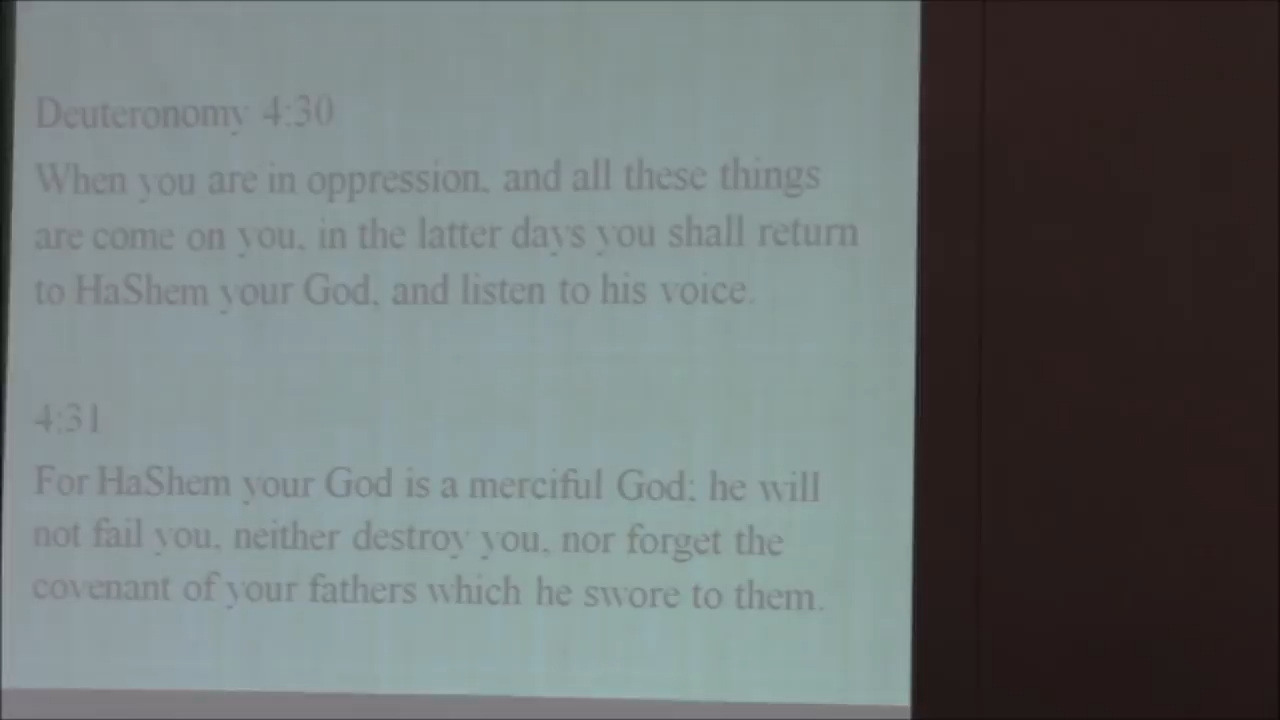 Deuteronomy 4:30
When you are in oppression, and all these things
are come on you, in the latter days you shall return
to HaShem your God, and listen to his voice.
4:31
For HaShem your God is a merciful God; he will
not fail you, neither destroy you, nor forget the
covenant of your fathers which he swore to them.